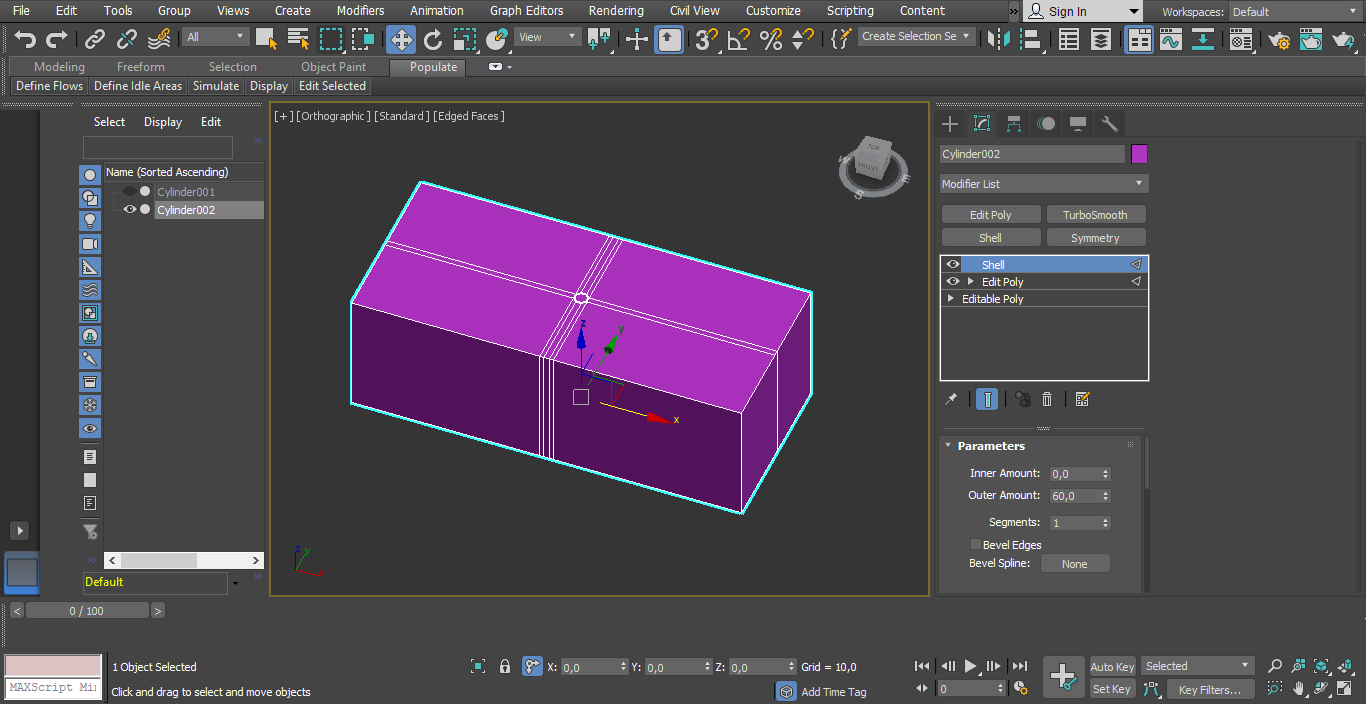 File Edit Tools Group Views Create Modifiers Animation Graph Editors Rendering Civil View Customize Scripting Content » Sign In Workspaces: Default
All View 3 Create Selection Se
Modeling Freeform Selection Object Paint Populate
Define Flows Define Idle Areas Simulate Display Edit Selected
Select Display Edit
Name (Sorted Ascending)
Cylinder001
Cylinder002
Default
[+] [Orthographic] [Standard] [Edged Faces]
TOP
FRONT
W
E
S
z
y
x
z
y
x
Cylinder002
Modifier List
Edit Poly TurboSmooth
Shell Symmetry
Shell
Edit Poly
Editable Poly
Parameters
Inner Amount: 0,0
Outer Amount: 60,0
Segments: 1
Bevel Edges
Bevel Spline: None
< 0 / 100 >
1 Object Selected X: 0,0 Y: 0,0 Z: 0,0 Grid = 10,0 Auto Key Selected
MAXScript Mi
Click and drag to select and move objects Add Time Tag 0 Set Key Key Filters...